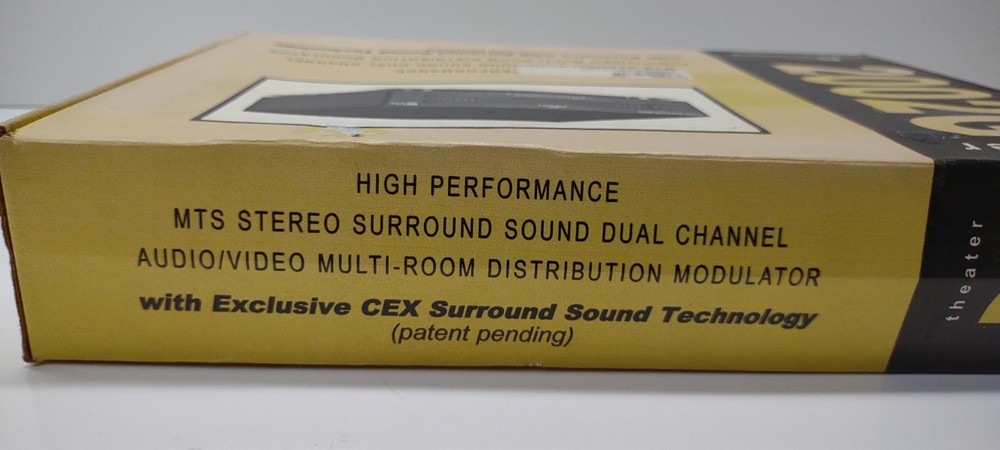 HIGH PERFORMANCE
MTS STEREO SURROUND SOUND DUAL CHANNEL
AUDIO/VIDEO MULTI-ROOM DISTRIBUTION MODULATOR
with Exclusive CEX Surround Sound Technology
(patent pending)
theater